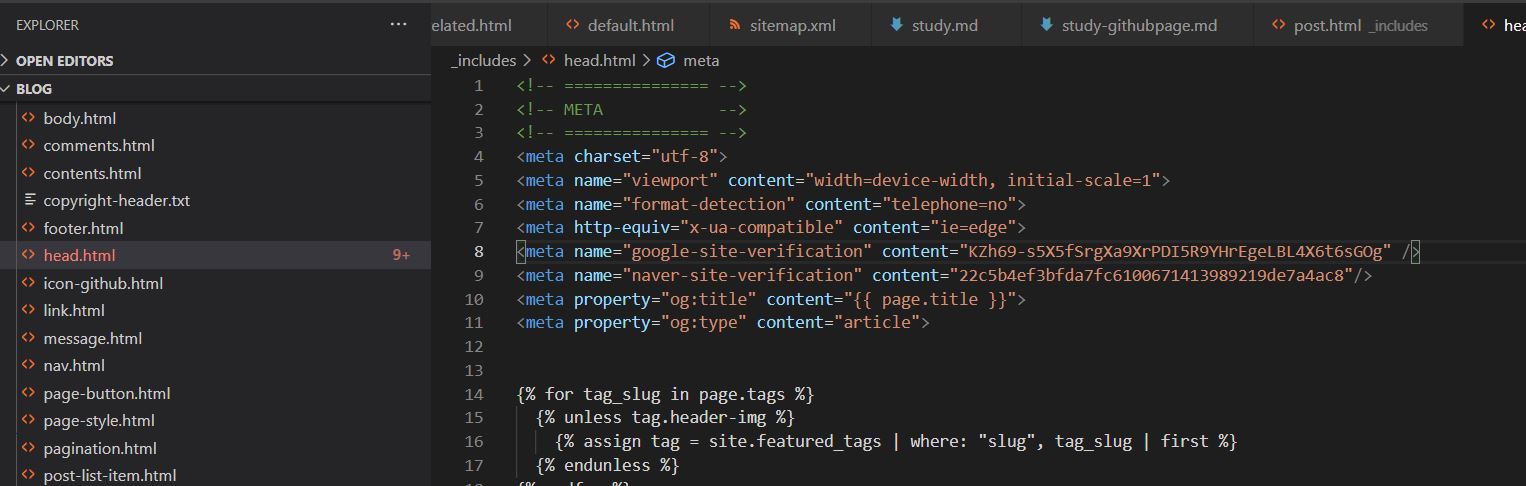 EXPLORER
...
OPEN EDITORS
BLOG
body.html
comments.html
contents.html
copyright-header.txt
footer.html
head.html 9+
icon-github.html
link.html
message.html
nav.html
page-button.html
page-style.html
pagination.html
post-list-item.html
elated.html default.html sitemap.xml study.md study-githubpage.md post.html _includes hea
_includes > head.html > meta
1 <!-- =============== -->
2 <!-- META -->
3 <!-- =============== -->
4 <meta charset="utf-8">
5 <meta name="viewport" content="width=device-width, initial-scale=1">
6 <meta name="format-detection" content="telephone=no">
7 <meta http-equiv="x-ua-compatible" content="ie=edge">
8 <meta name="google-site-verification" content="KZh69-s5X5fSrgXa9XrPDI5R9YHrEgeLBL4X6t6sGOg" />
9 <meta name="naver-site-verification" content="22c5b4ef3bfda7fc6100671413989219de7a4ac8"/>
10 <meta property="og:title" content="{{ page.title }}">
11 <meta property="og:type" content="article">
12
13
14 {% for tag_slug in page.tags %}
15 {% unless tag.header-img %}
16 {% assign tag = site.featured_tags | where: "slug", tag_slug | first %}
17 {% endunless %}